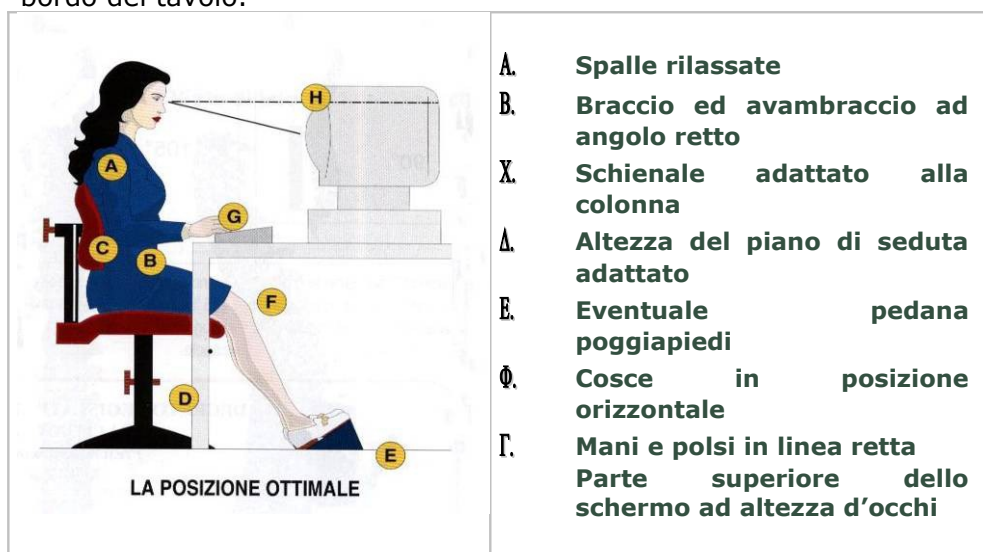 bordo del tavolo.
H
A
G
C
B
F
D
E
LA POSIZIONE OTTIMALE
Α. Spalle rilassate
Β. Braccio ed avambraccio ad
angolo retto
Χ. Schienale adattato alla
colonna
Δ. Altezza del piano di seduta
adattato
Ε. Eventuale pedana
poggiapiedi
Φ. Cosce in posizione
orizzontale
Γ. Mani e polsi in linea retta
Parte superiore dello
schermo ad altezza d’occhi